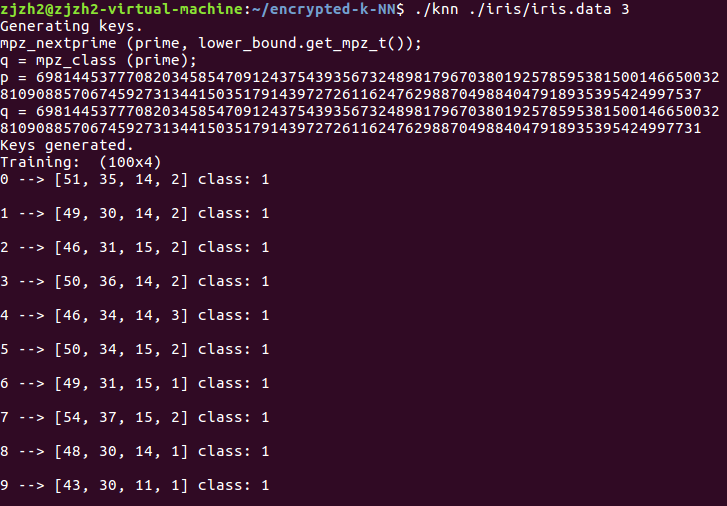 zjzh2@zjzh2-virtual-machine:~/encrypted-k-NN$ ./knn ./iris/iris.data 3
Generating keys.
mpz_nextprime (prime, lower_bound.get_mpz_t());
q = mpz_class (prime);
p = 6981445377708203458547091243754393567324898179670380192578595381500146650032
81090885706745927313441503517914397272611624762988704988404791893539542499​7537
q = 6981445377708203458547091243754393567324898179670380192578595381500146650032
810908857067459273134415035179143972726116247629887049884047918935395424997731
Keys generated.
Training:  (100x4)
0 --> [51, 35, 14, 2] class: 1
1 --> [49, 30, 14, 2] class: 1
2 --> [46, 31, 15, 2] class: 1
3 --> [50, 36, 14, 2] class: 1
4 --> [46, 34, 14, 3] class: 1
5 --> [50, 34, 15, 2] class: 1
6 --> [49, 31, 15, 1] class: 1
7 --> [54, 37, 15, 2] class: 1
8 --> [48, 30, 14, 1] class: 1
9 --> [43, 30, 11, 1] class: 1